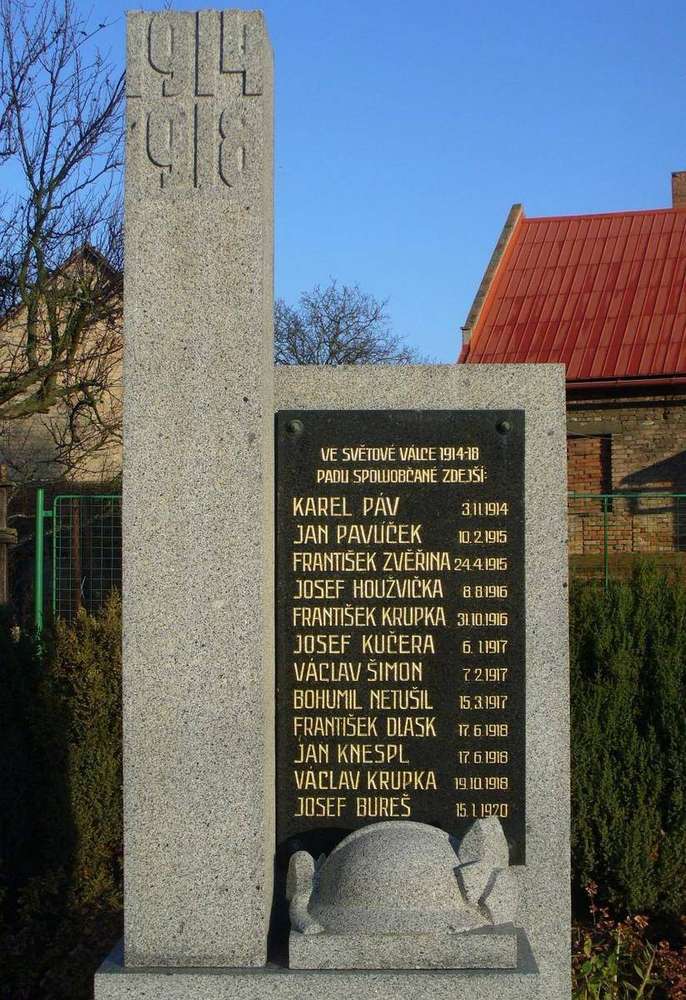 1914
1918
VE SVĚTOVÉ VÁLCE 1914-18
PADLI SPOLUOBČANÉ ZDEJŠÍ:
KAREL PÁV 3.11.1914
JAN PAVÚČEK 10.2.1915
FRANTIŠEK ZVĚŘINA 24.4.1915
JOSEF HOUŽVIČKA 8.8.1916
FRANTIŠEK KRUPKA 31.10.1916
JOSEF KUČERA 6.1.1917
VÁCLAV ŠIMON 7.2.1917
BOHUMIL NETUŠIL 15.3.1917
FRANTIŠEK DLASK 17.6.1918
JAN KNESPL 17.6.1918
VÁCLAV KRUPKA 19.10.1918
JOSEF BUREŠ 15.1.1920